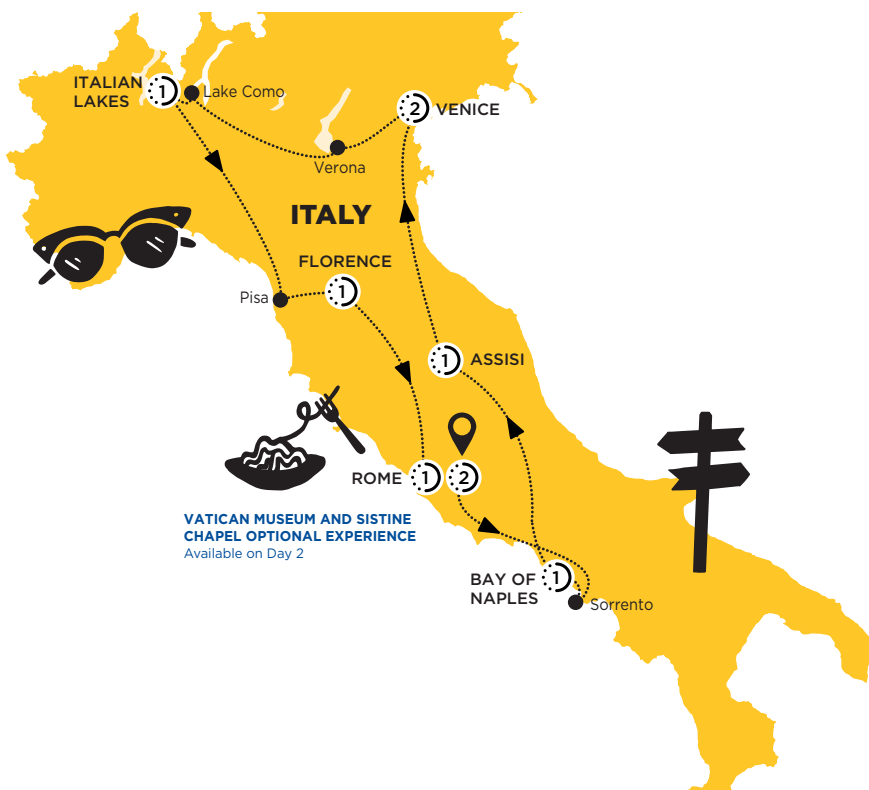 ITALIAN
LAKES
1
Lake Como
2
VENICE
Verona
ITALY
FLORENCE
Pisa
1
1
ASSISI
ROME
1
2
VATICAN MUSEUM AND SISTINE
CHAPEL OPTIONAL EXPERIENCE
Available on Day 2
BAY OF
NAPLES
1
Sorrento